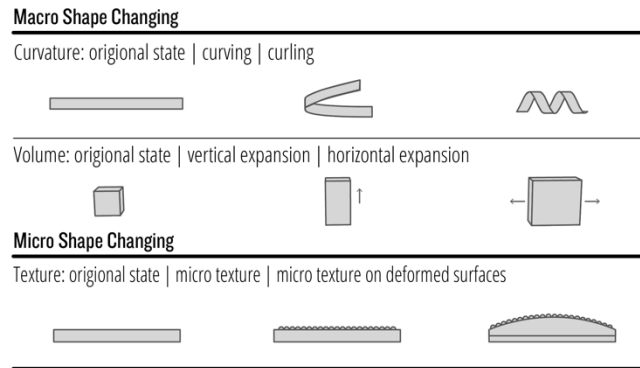 Macro Shape Changing
Curvature: origional state | curving | curling
Volume: origional state | vertical expansion | horizontal expansion
Micro Shape Changing
Texture: origional state | micro texture | micro texture on deformed surfaces